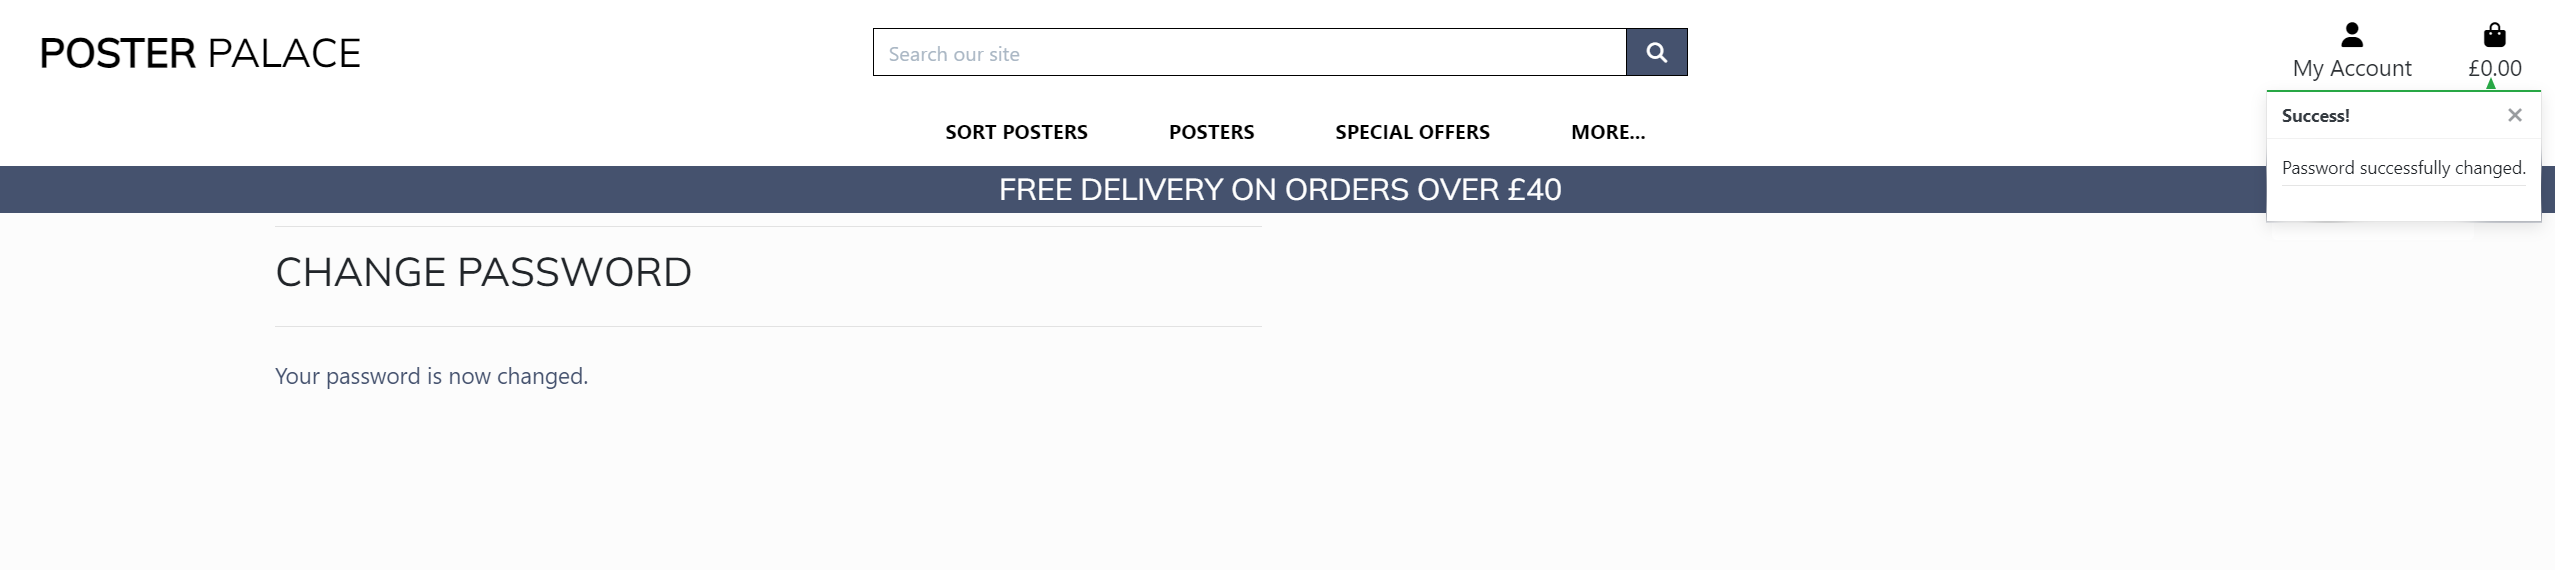 POSTER PALACE
Search our site
My Account
£0.00
SORT POSTERS
POSTERS
SPECIAL OFFERS
MORE...
Success!
Password successfully changed.
FREE DELIVERY ON ORDERS OVER £40
CHANGE PASSWORD
Your password is now changed.